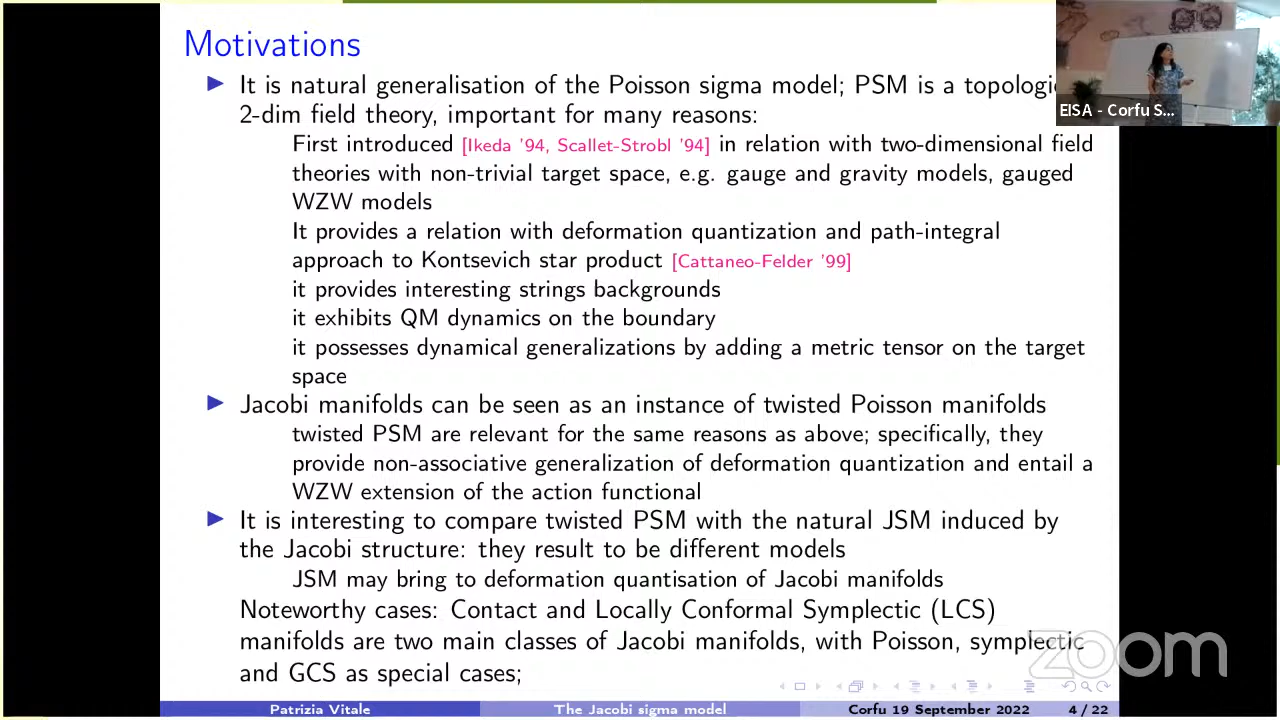 Motivations
It is natural generalisation of the Poisson sigma model; PSM is a topologi
2-dim field theory, important for many reasons:
First introduced [Ikeda '94, Scallet-Strobl '94] in relation with two-dimensional field
theories with non-trivial target space, e.g. gauge and gravity models, gauged
WZW models
It provides a relation with deformation quantization and path-integral
approach to Kontsevich star product [Cattaneo-Felder '99]
it provides interesting strings backgrounds
it exhibits QM dynamics on the boundary
it possesses dynamical generalizations by adding a metric tensor on the target
space
Jacobi manifolds can be seen as an instance of twisted Poisson manifolds
twisted PSM are relevant for the same reasons as above; specifically, they
provide non-associative generalization of deformation quantization and entail a
WZW extension of the action functional
It is interesting to compare twisted PSM with the natural JSM induced by
the Jacobi structure: they result to be different models
JSM may bring to deformation quantisation of Jacobi manifolds
Noteworthy cases: Contact and Locally Conformal Symplectic (LCS)
manifolds are two main classes of Jacobi manifolds, with Poisson, symplectic
and GCS as special cases;
Patrizia Vitale The Jacobi sigma model Corfu 19 September 2022 4 / 22
EISA - Corfu S...
zoom